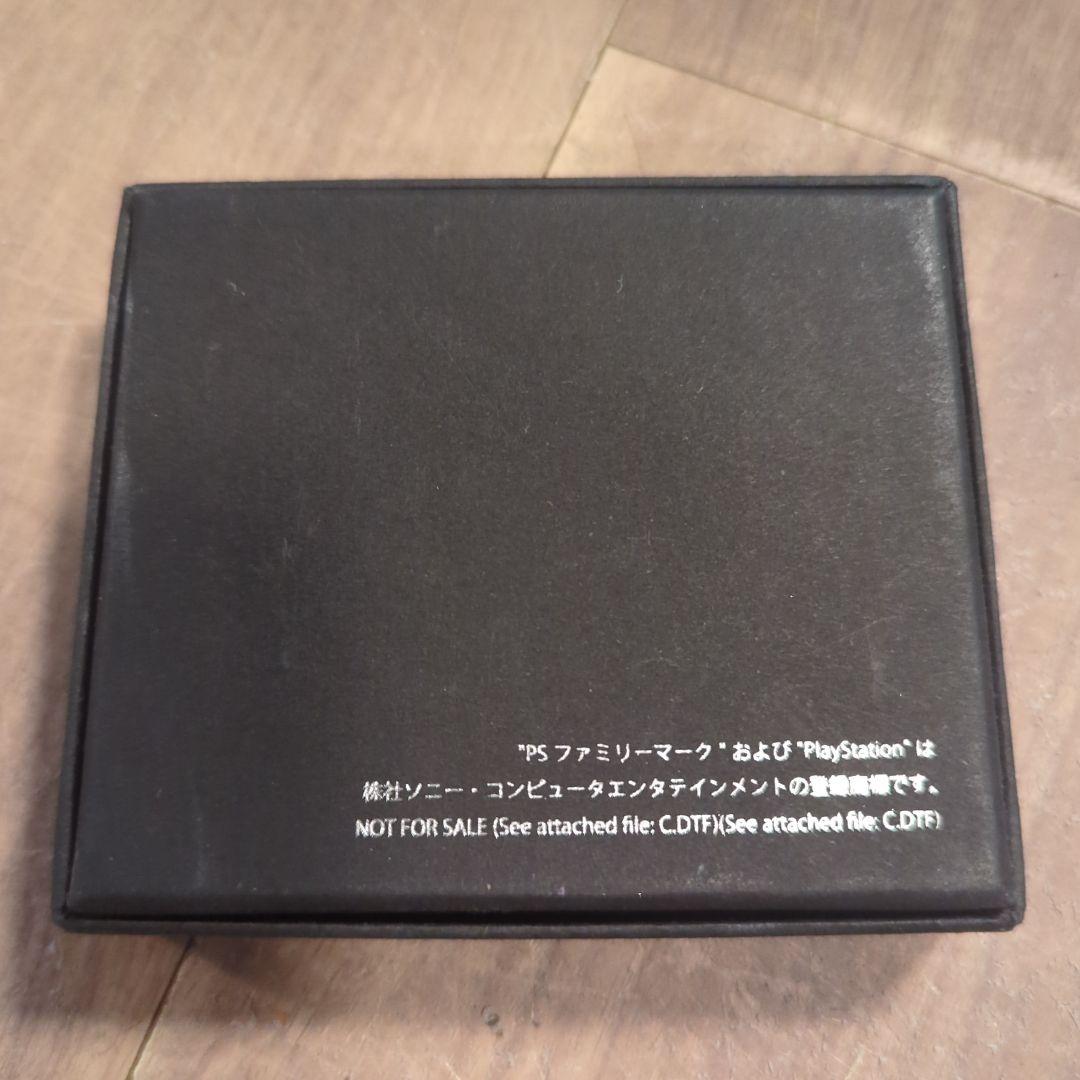 "PS ファミリーマーク " および "PlayStation" は
株社ソニー・コンピュータエンタテインメントの登録商標です。
NOT FOR SALE (See attached file: C.DTF)(See attached file: C.DTF)